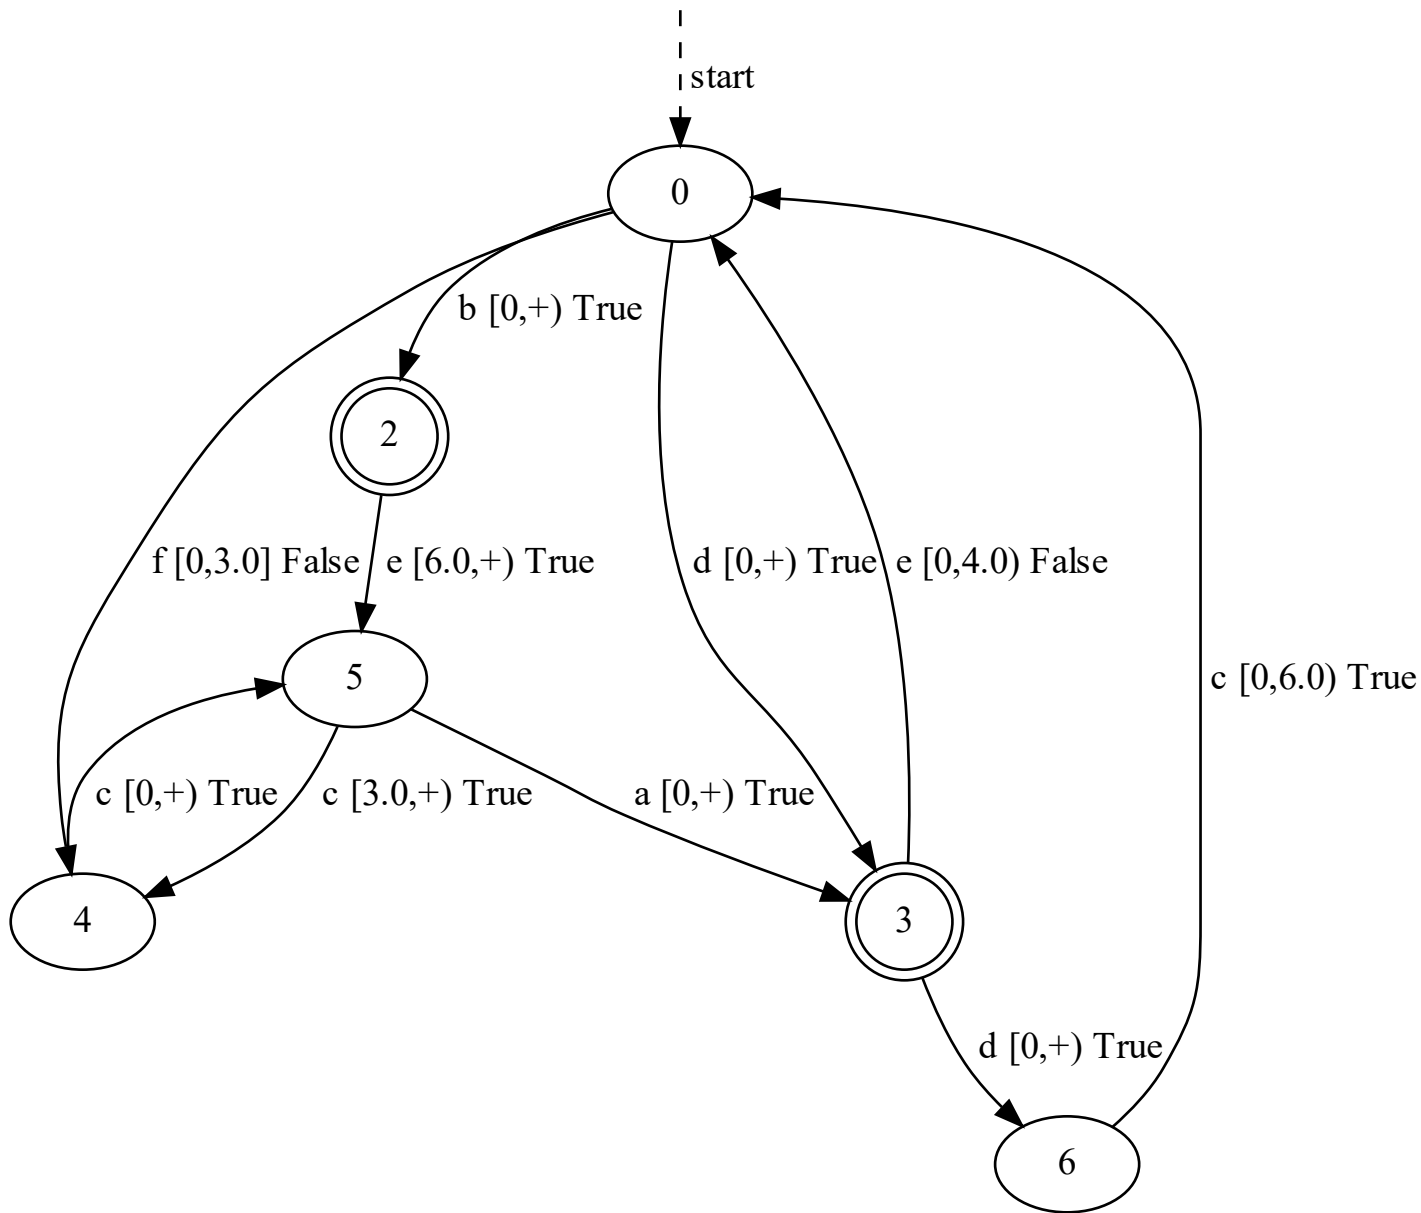 start
0
b [0,+) True
2
f [0,3.0] False
e [6.0,+) True
d [0,+) True
e [0,4.0) False
5
c [0,6.0) True
c [0,+) True
c [3.0,+) True
a [0,+) True
4
3
d [0,+) True
6